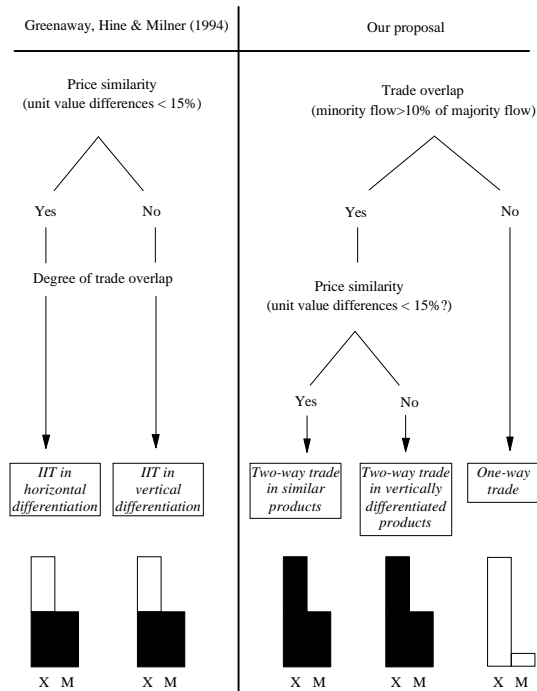 Greenaway, Hine & Milner (1994)
Our proposal
Price similarity
(unit value differences < 15%)
Yes
No
Degree of trade overlap
IIT in
horizontal
differentiation
IIT in
vertical
differentiation
X M
X M
Trade overlap
(minority flow>10% of majority flow)
Yes
No
Price similarity
(unit value differences < 15%?)
Yes
No
Two-way trade
in similar
products
Two-way trade
in vertically
differentiated
products
One-way
trade
X M
X M
X M